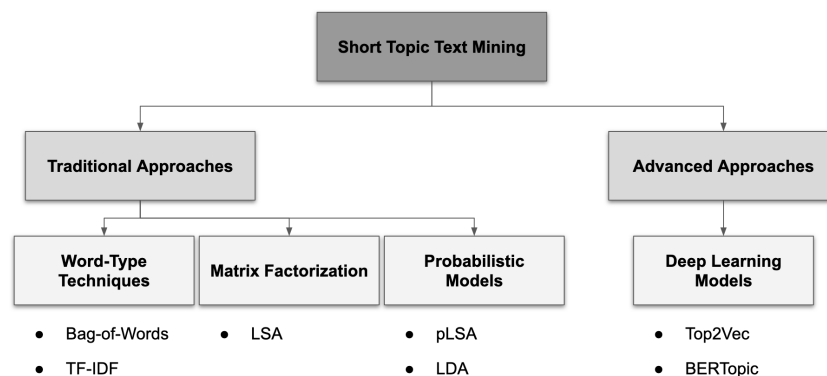 Short Topic Text Mining
Traditional Approaches
Advanced Approaches
Word-Type
Techniques
Matrix Factorization
Probabilistic
Models
Deep Learning
Models
● Bag-of-Words
● TF-IDF
● LSA
● pLSA
● LDA
● Top2Vec
● BERTopic